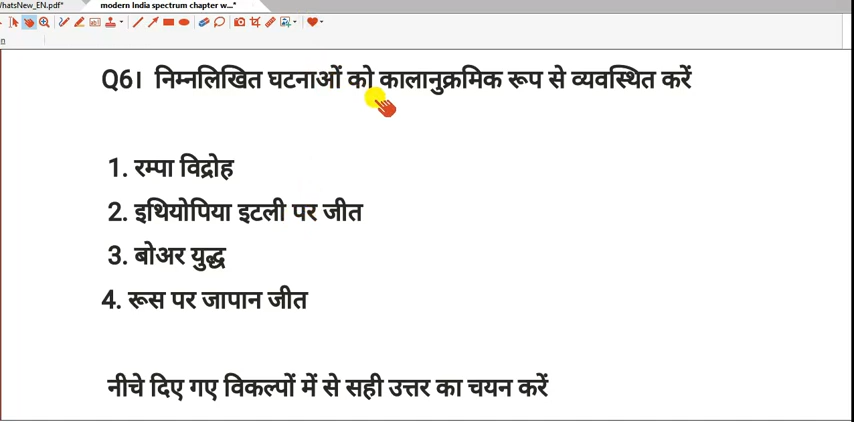 hatsNew_EN.pdf*
modern India spectrum chapter w...*
Q6। निम्नलिखित घटनाओं को कालानुक्रमिक रूप से व्यवस्थित करें
1. रम्पा विद्रोह
2. इथियोपिया इटली पर जीत
3. बोअर युद्ध
4. रूस पर जापान जीत
नीचे दिए गए विकल्पों में से सही उत्तर का चयन करें